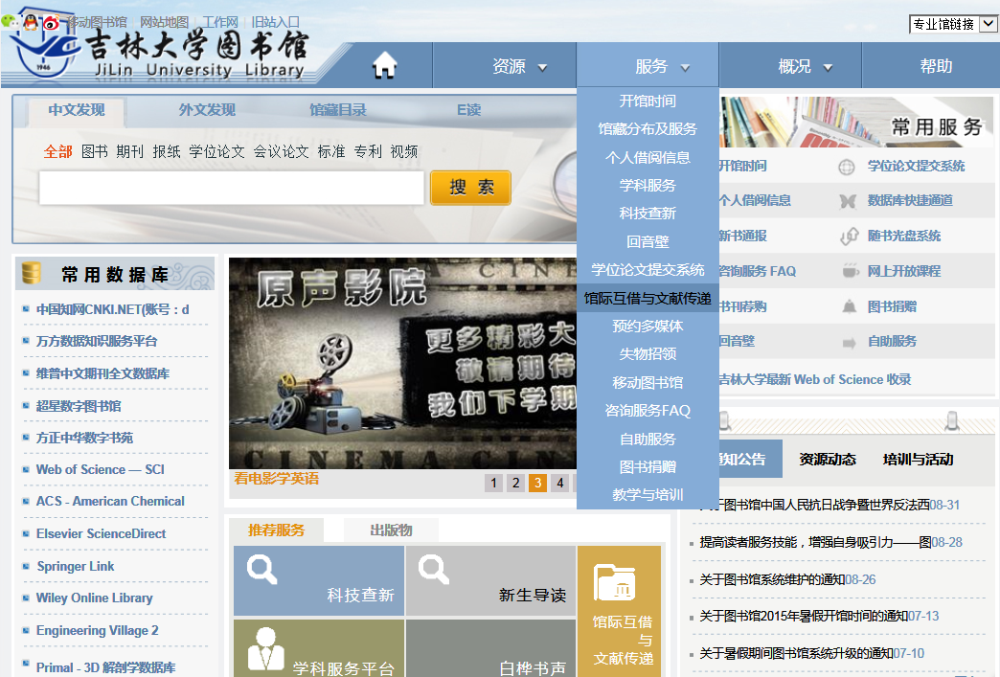 移动图书馆 网站地图 工作网 旧站入口
专业馆链接
吉林大学图书馆
JiLin University Library
1946
资源
服务
概况
帮助
中文发现
外文发现
馆藏目录
E读
全部 图书 期刊 报纸 学位论文 会议论文 标准 专利 视频
搜 索
开馆时间
馆藏分布及服务
个人借阅信息
学科服务
科技查新
回音壁
学位论文提交系统
馆际互借与文献传递
预约多媒体
失物招领
移动图书馆
咨询服务FAQ
自助服务
图书捐赠
教学与培训
常用服务
开馆时间
学位论文提交系统
个人借阅信息
数据库快捷通道
新书通报
随书光盘系统
咨询服务 FAQ
网上开放课程
书刊荐购
图书捐赠
回音壁
自助服务
吉林大学最新 Web of Science 收录
常用数据库
中国知网CNKI.NET(账号：d
万方数据知识服务平台
维普中文期刊全文数据库
超星数字图书馆
方正中华数字书苑
Web of Science — SCI
ACS - American Chemical
Elsevier ScienceDirect
Springer Link
Wiley Online Library
Engineering Village 2
Primal - 3D 解剖学数据库
CINE
原声影院
更多精彩大
敬请期待
我们下学期
CINEMA CINEMA
看电影学英语
1 2 3 4
推荐服务
出版物
科技查新
新生导读
馆际互借
与
文献传递
学科服务平台
白桦书声
通知公告
资源动态
培训与活动
关于图书馆中国人民抗日战争暨世界反法西08-31
提高读者服务技能，增强自身吸引力——图08-28
关于图书馆系统维护的通知08-26
关于图书馆2015年暑假开馆时间的通知07-13
关于暑假期间图书馆系统升级的通知07-10